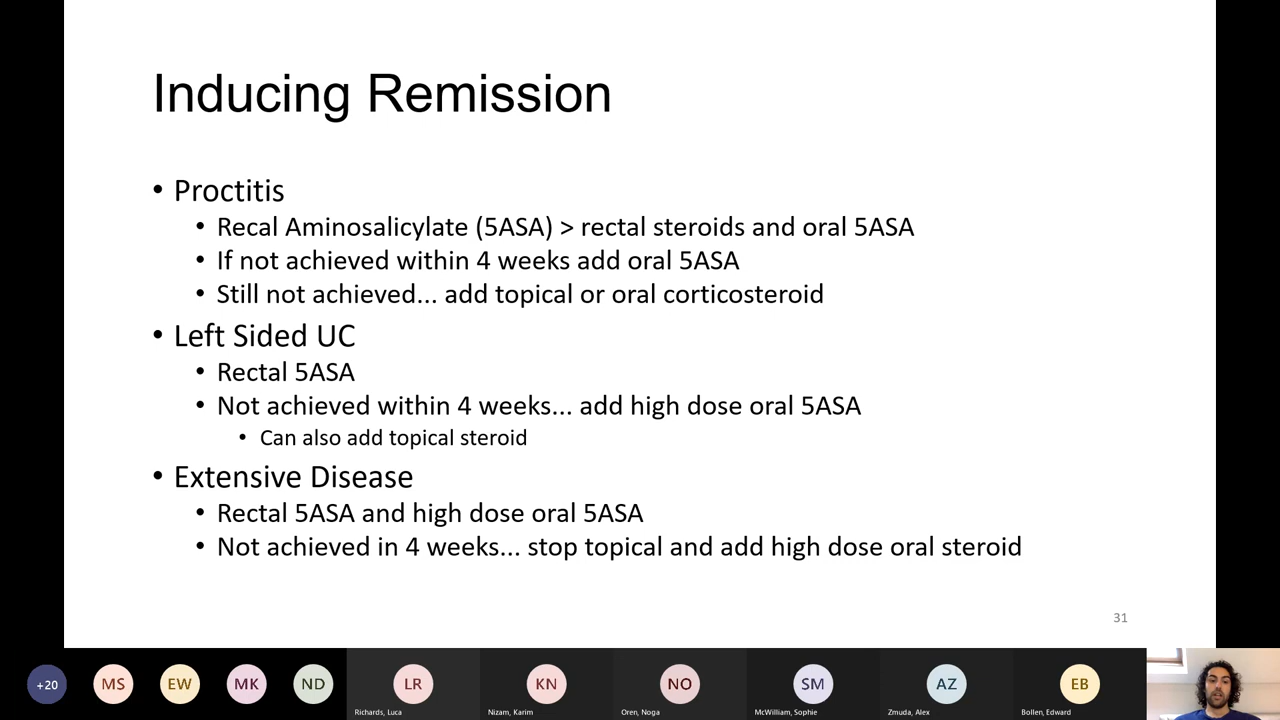 Inducing Remission
• Proctitis
• Recal Aminosalicylate (5ASA) > rectal steroids and oral 5ASA
• If not achieved within 4 weeks add oral 5ASA
• Still not achieved... add topical or oral corticosteroid
• Left Sided UC
• Rectal 5ASA
• Not achieved within 4 weeks... add high dose oral 5ASA
• Can also add topical steroid
• Extensive Disease
• Rectal 5ASA and high dose oral 5ASA
• Not achieved in 4 weeks... stop topical and add high dose oral steroid
31
+20 MS EW MK ND LR KN NO SM AZ EB
Richards, Luca Nizam, Karim Oren, Noga McWilliam, Sophie Zmuda, Alex Bollen, Edward